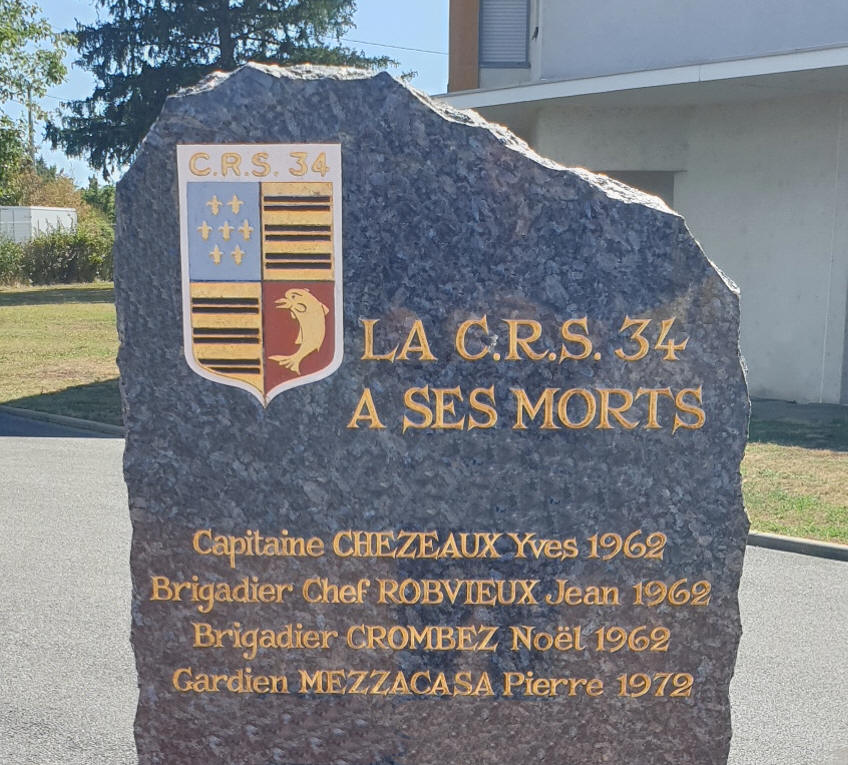 C.R.S. 34
LA C.R.S. 34
A SES MORTS
Capitaine CHEZEAUX Yves 1962
Brigadier Chef ROBVIEUX Jean 1962
Brigadier CROMBEZ Noël 1962
Gardien MEZZACASA Pierre 1972